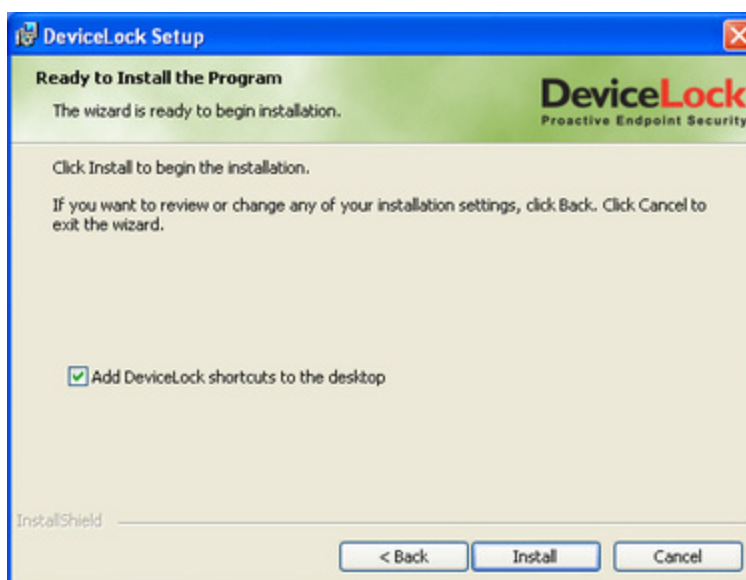 DeviceLock Setup
Ready to Install the Program
The wizard is ready to begin installation.
DeviceLock
Proactive Endpoint Security
Click Install to begin the installation.
If you want to review or change any of your installation settings, click Back. Click Cancel to
exit the wizard.
Add DeviceLock shortcuts to the desktop
InstallShield
< Back
Install
Cancel